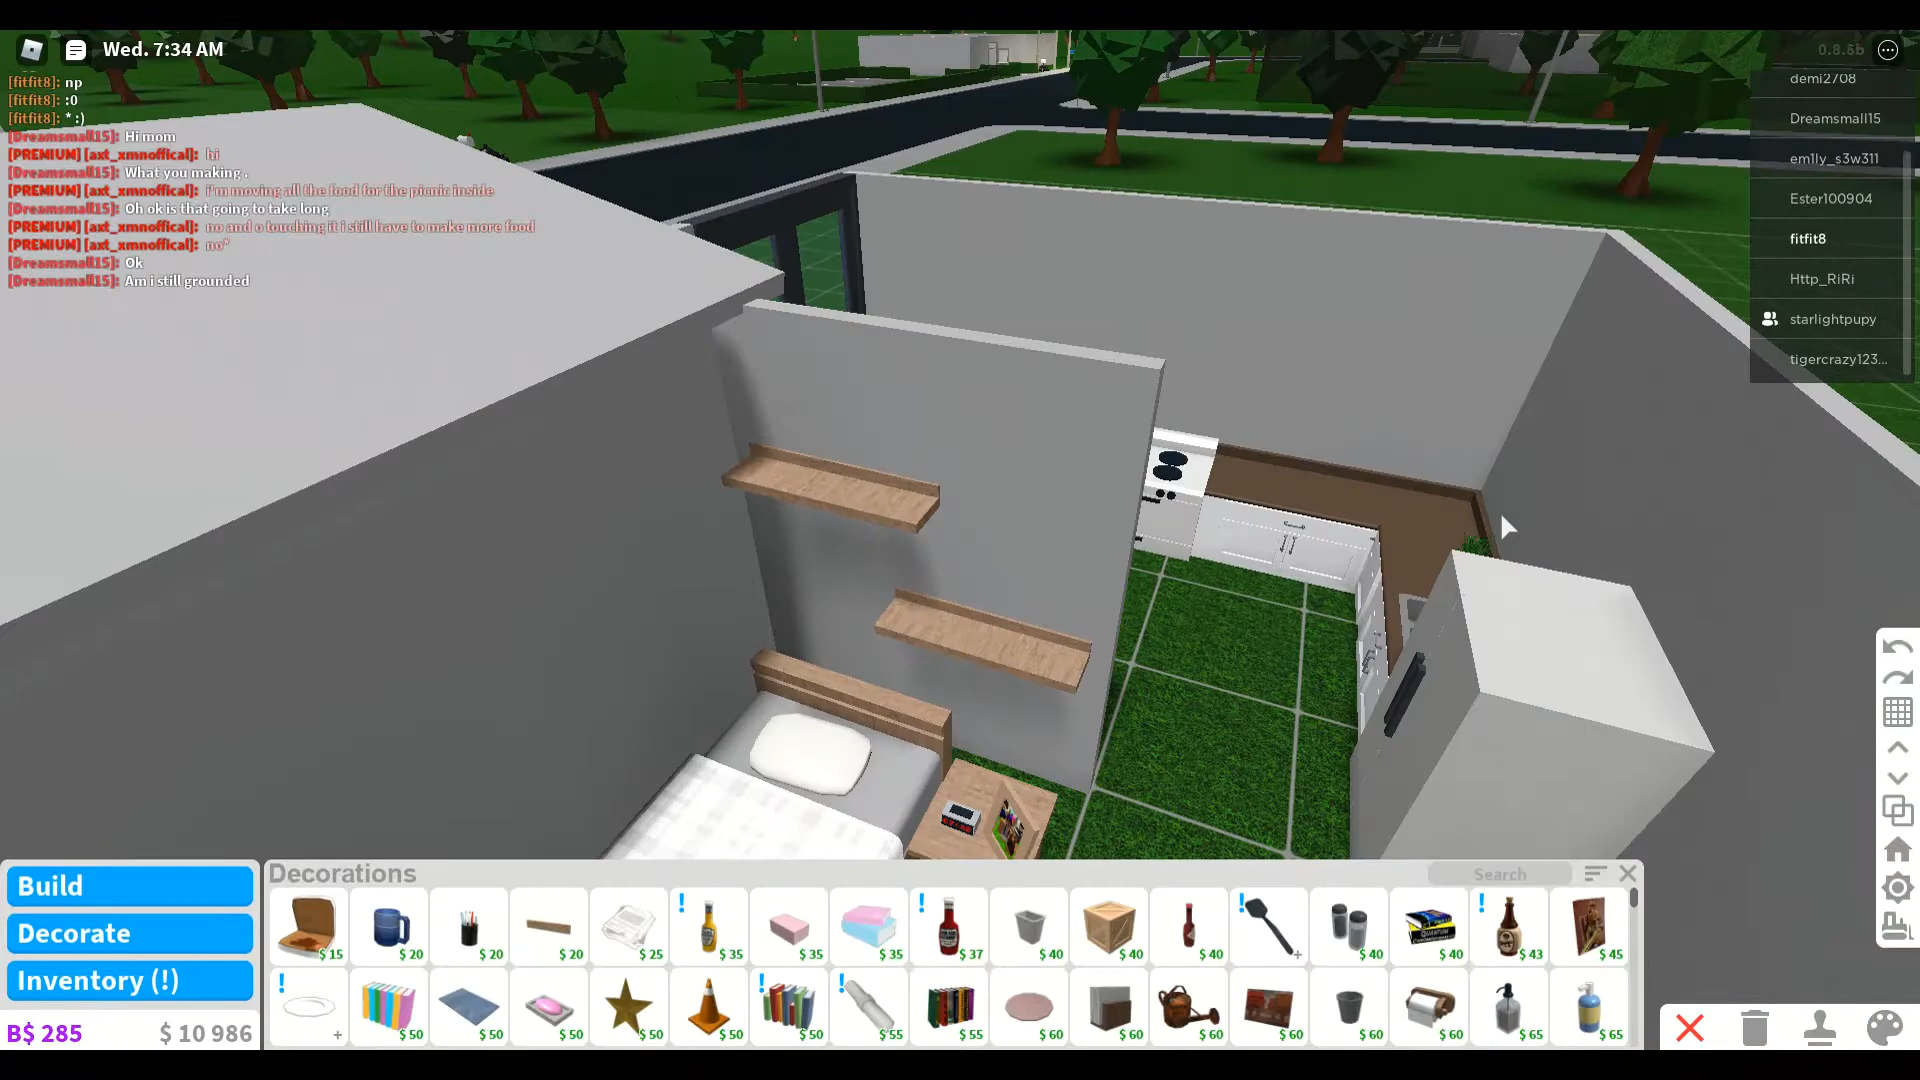 Wed. 7:34 AM
0.8.5b
[fitfit8]: np
[fitfit8]: :0
[fitfit8]: * :)
[Dreamsmall15]: Hi mom
[PREMIUM] [axt_xmnoffical]: hi
[Dreamsmall15]: What you making .
[PREMIUM] [axt_xmnoffical]: i'm moving all the food for the picnic inside
[Dreamsmall15]: Oh ok is that going to take long
[PREMIUM] [axt_xmnoffical]: no and o touching it i still have to make more food
[PREMIUM] [axt_xmnoffical]: no*
[Dreamsmall15]: Ok
[Dreamsmall15]: Am i still grounded
demi2708
Dreamsmall15
em1ly_s3w311
Ester100904
fitfit8
Http_RiRi
starlightpupy
tigercrazy123...
Build
Decorate
Inventory (!)
B$ 285 $ 10 986
Decorations
Search
$ 15 $ 20 $ 20 $ 20 $ 25 $ 35 $ 35 $ 35 $ 37 $ 40 $ 40 $ 40 $ 40 $ 40 $ 43 $ 45
$ 50 $ 50 $ 50 $ 50 $ 50 $ 50 $ 55 $ 55 $ 60 $ 60 $ 60 $ 60 $ 60 $ 60 $ 65 $ 65